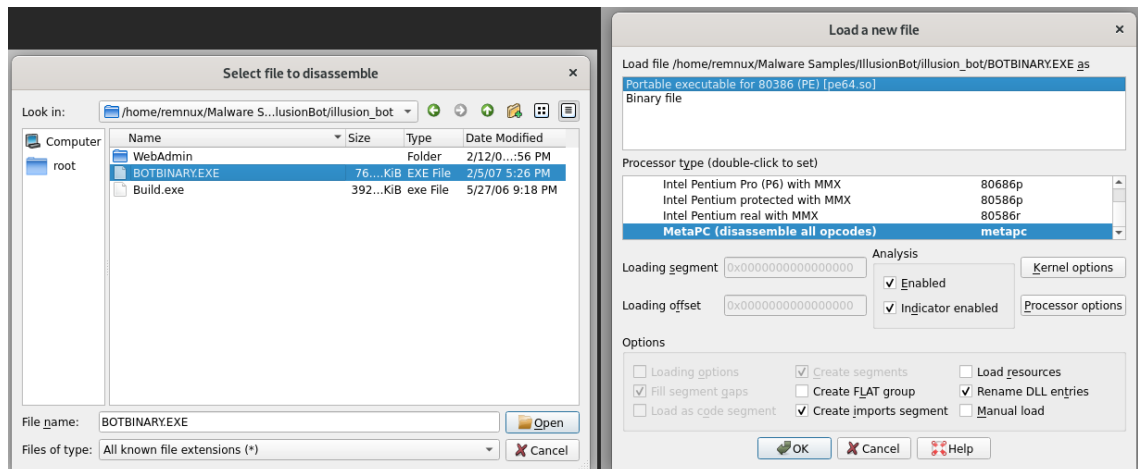 Select file to disassemble ×
Look in: /home/remnux/Malware S...lusionBot/illusion_bot
Computer
root
Name Size Type Date Modified
WebAdmin Folder 2/12/0...:56 PM
BOTBINARY.EXE 76....KiB EXE File 2/5/07 5:26 PM
Build.exe 392...KiB exe File 5/27/06 9:18 PM
File name: BOTBINARY.EXE Open
Files of type: All known file extensions (*) Cancel
Load a new file ×
Load file /home/remnux/Malware Samples/IllusionBot/illusion_bot/BOTBINARY.EXE as
Portable executable for 80386 (PE) [pe64.so]
Binary file
Processor type (double-click to set)
Intel Pentium Pro (P6) with MMX 80686p
Intel Pentium protected with MMX 80586p
Intel Pentium real with MMX 80586r
MetaPC (disassemble all opcodes) metapc
Analysis
Loading segment 0x0000000000000000 Enabled Kernel options
Loading offset 0x0000000000000000 Indicator enabled Processor options
Options
Loading options Create segments Load resources
Fill segment gaps Create FLAT group Rename DLL entries
Load as code segment Create imports segment Manual load
OK Cancel Help